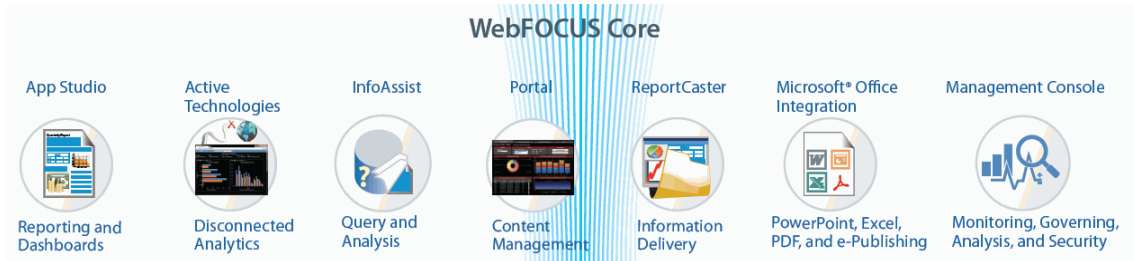 WebFOCUS Core
App Studio
Active
Technologies
InfoAssist
Portal
ReportCaster
Microsoft® Office
Integration
Management Console
QuarterlyReport
?
W
X
Reporting and
Dashboards
Disconnected
Analytics
Query and
Analysis
Content
Management
Information
Delivery
PowerPoint, Excel,
PDF, and e-Publishing
Monitoring, Governing,
Analysis, and Security